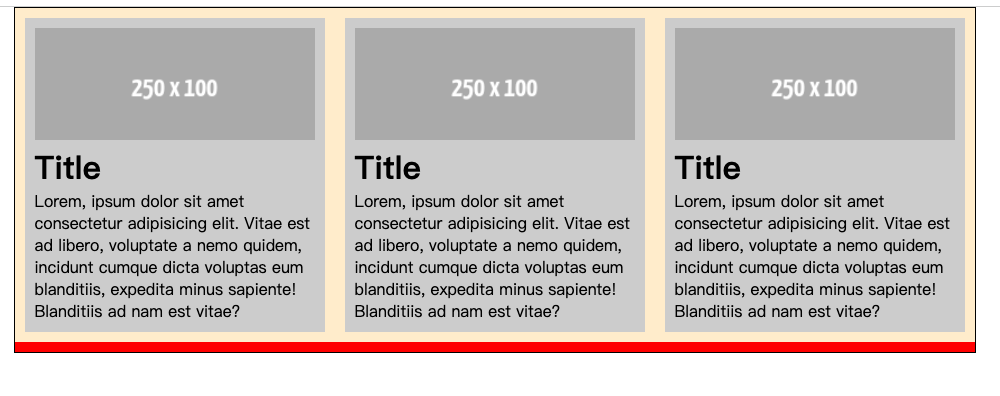 250 x 100
Title
Lorem, ipsum dolor sit amet
consectetur adipisicing elit. Vitae est
ad libero, voluptate a nemo quidem,
incidunt cumque dicta voluptas eum
blanditiis, expedita minus sapiente!
Blanditiis ad nam est vitae?
250 x 100
Title
Lorem, ipsum dolor sit amet
consectetur adipisicing elit. Vitae est
ad libero, voluptate a nemo quidem,
incidunt cumque dicta voluptas eum
blanditiis, expedita minus sapiente!
Blanditiis ad nam est vitae?
250 x 100
Title
Lorem, ipsum dolor sit amet
consectetur adipisicing elit. Vitae est
ad libero, voluptate a nemo quidem,
incidunt cumque dicta voluptas eum
blanditiis, expedita minus sapiente!
Blanditiis ad nam est vitae?